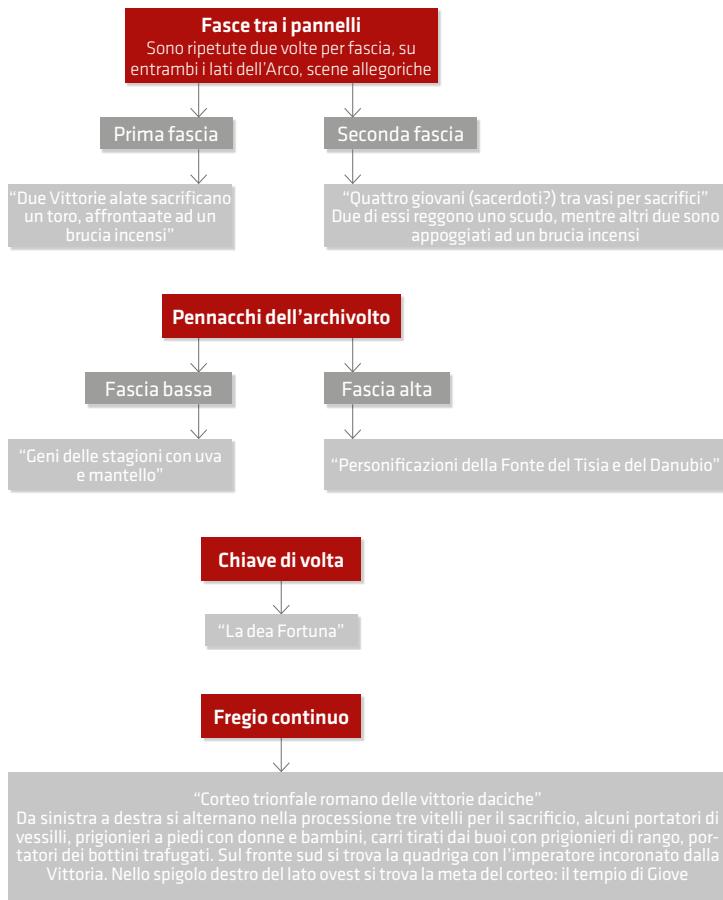 Fasce tra i pannelli
Sono ripetute due volte per fascia, su
entrambi i lati dell'Arco, scene allegoriche
Prima fascia
Seconda fascia
“Due Vittorie alate sacrificano
un toro, affrontaate ad un
brucia incensi”
“Quattro giovani (sacerdoti?) tra vasi per sacrifici”
Due di essi reggono uno scudo, mentre altri due sono
appoggiati ad un brucia incensi
Pennacchi dell'archivolto
Fascia bassa
Fascia alta
“Geni delle stagioni con uva
e mantello”
“Personificazioni della Fonte del Tisia e del Danubio”
Chiave di volta
“La dea Fortuna”
Fregio continuo
“Corteo trionfale romano delle vittorie daciche”
Da sinistra a destra si alternano nella processione tre vitelli per il sacrificio, alcuni portatori di
vessilli, prigionieri a piedi con donne e bambini, carri tirati dai buoi con prigionieri di rango, por-
tatori dei bottini trafugati. Sul fronte sud si trova la quadriga con l'imperatore incoronato dalla
Vittoria. Nello spigolo destro del lato ovest si trova la meta del corteo: il tempio di Giove